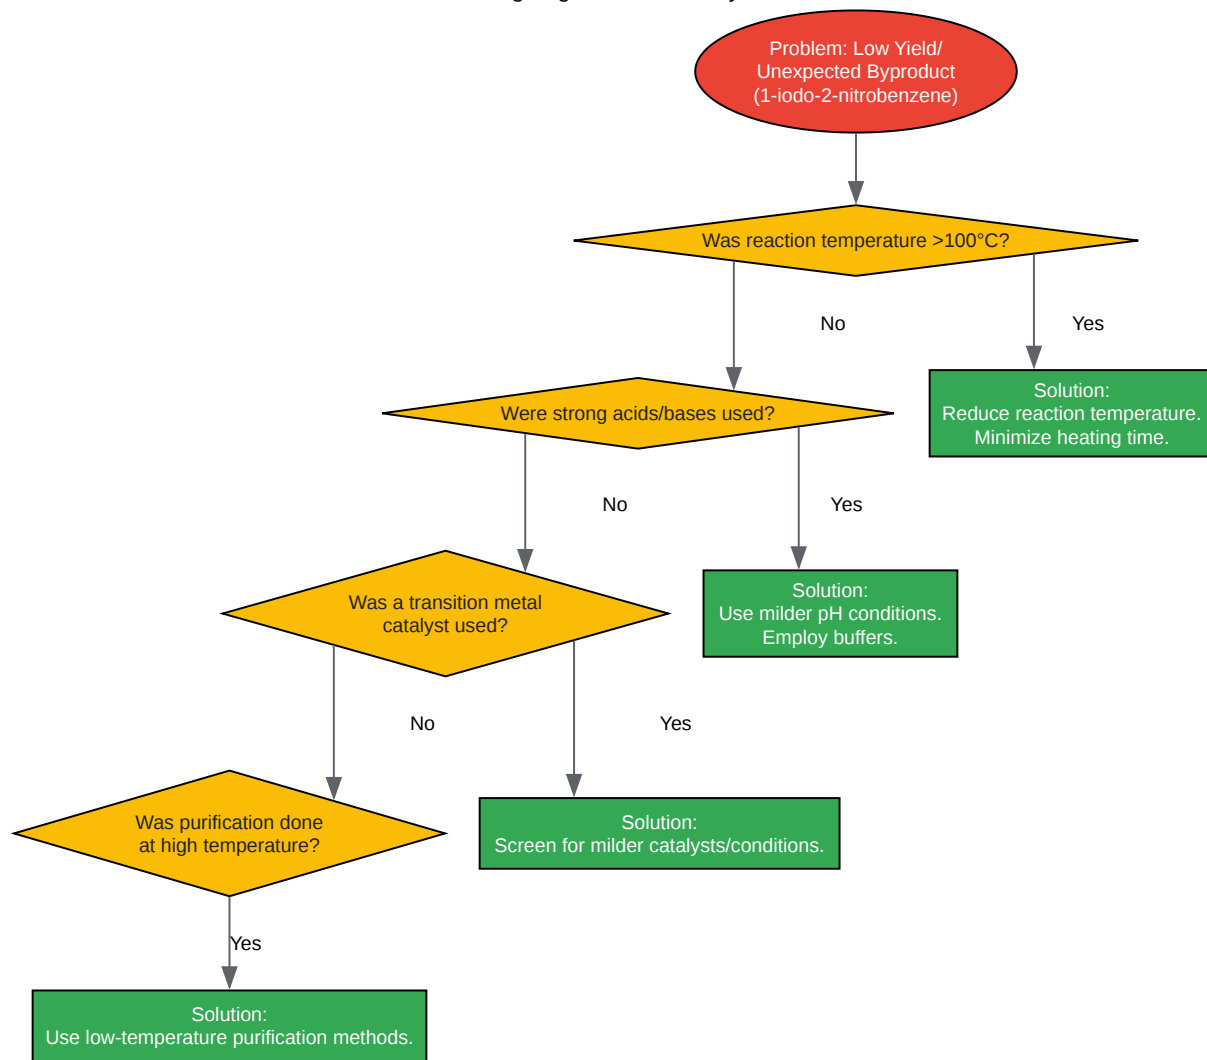 Problem: Low Yield/
Unexpected Byproduct
(1-iodo-2-nitrobenzene)
Was reaction temperature >100°C?
No
Yes
Solution:
Reduce reaction temperature.
Minimize heating time.
Were strong acids/bases used?
No
Yes
Solution:
Use milder pH conditions.
Employ buffers.
Was a transition metal
catalyst used?
No
Yes
Solution:
Screen for milder catalysts/conditions.
Was purification done
at high temperature?
Yes
Solution:
Use low-temperature purification methods.